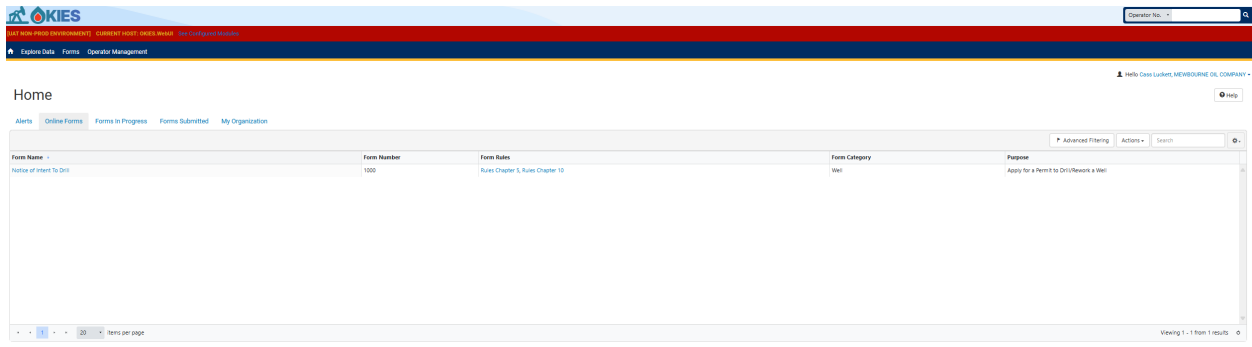 OKIES
Operator No.
[UAT NON-PROD ENVIRONMENT] CURRENT HOST: OKIES.WebUI
Explore Data Forms Operator Management
Hello Cass Luckett, MEWBOURNE OIL COMPANY
Home
Help
Alerts Online Forms Forms In Progress Forms Submitted My Organization
Advanced Filtering Actions Search
Form Name Form Number Form Rules Form Category Purpose
Notice of Intent To Drill 1000 Rules Chapter 5, Rules Chapter 10 Well Apply for a Permit to Drill/Rework a Well
1 20 items per page Viewing 1 - 1 from 1 results